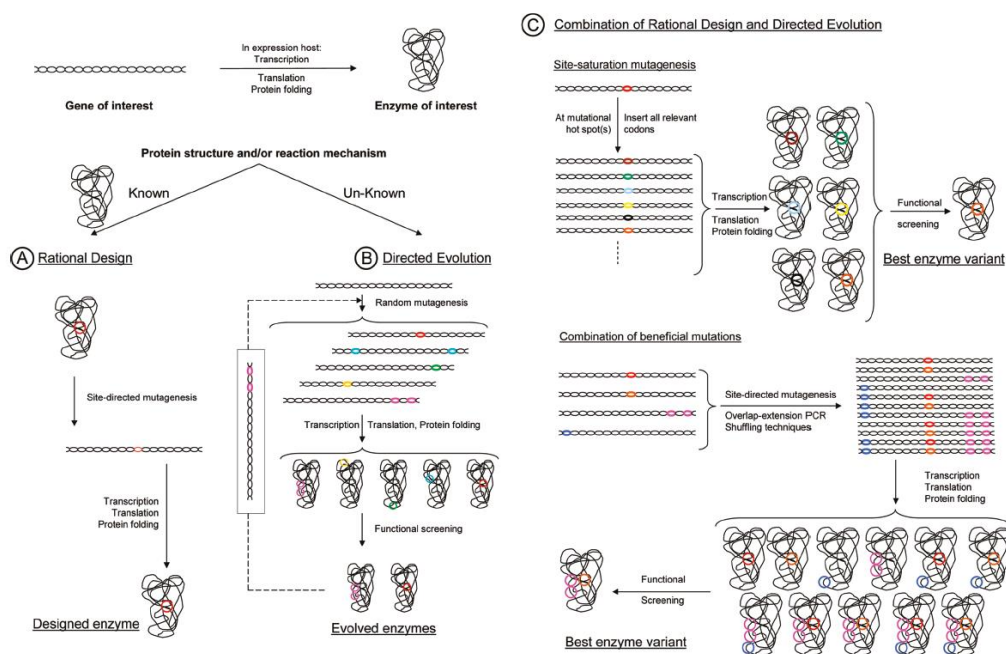 In expression host:
Transcription
Translation
Protein folding
Gene of interest
Enzyme of interest
Protein structure and/or reaction mechanism
Known
Un-Known
A Rational Design
Site-directed mutagenesis
Transcription
Translation
Protein folding
Designed enzyme
B Directed Evolution
Random mutagenesis
Transcription
Translation, Protein folding
Functional screening
Evolved enzymes
C Combination of Rational Design and Directed Evolution
Site-saturation mutagenesis
At mutational
hot spot(s)
Insert all relevant
codons
Transcription
Translation
Protein folding
Functional
screening
Best enzyme variant
Combination of beneficial mutations
Site-directed mutagenesis
Overlap-extension PCR
Shuffling techniques
Transcription
Translation
Protein folding
Functional
Screening
Best enzyme variant